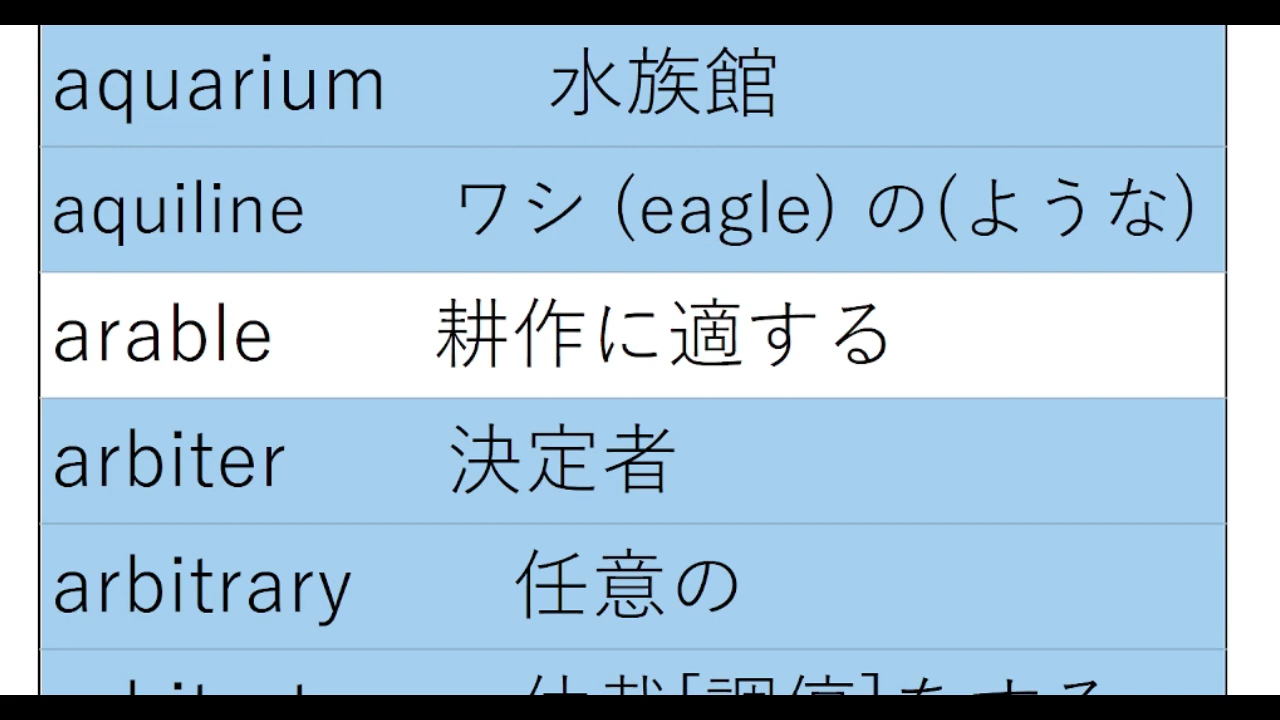 aquarium 水族館
aquiline ワシ (eagle) の(ような)
arable 耕作に適する
arbiter 決定者
arbitrary 任意の